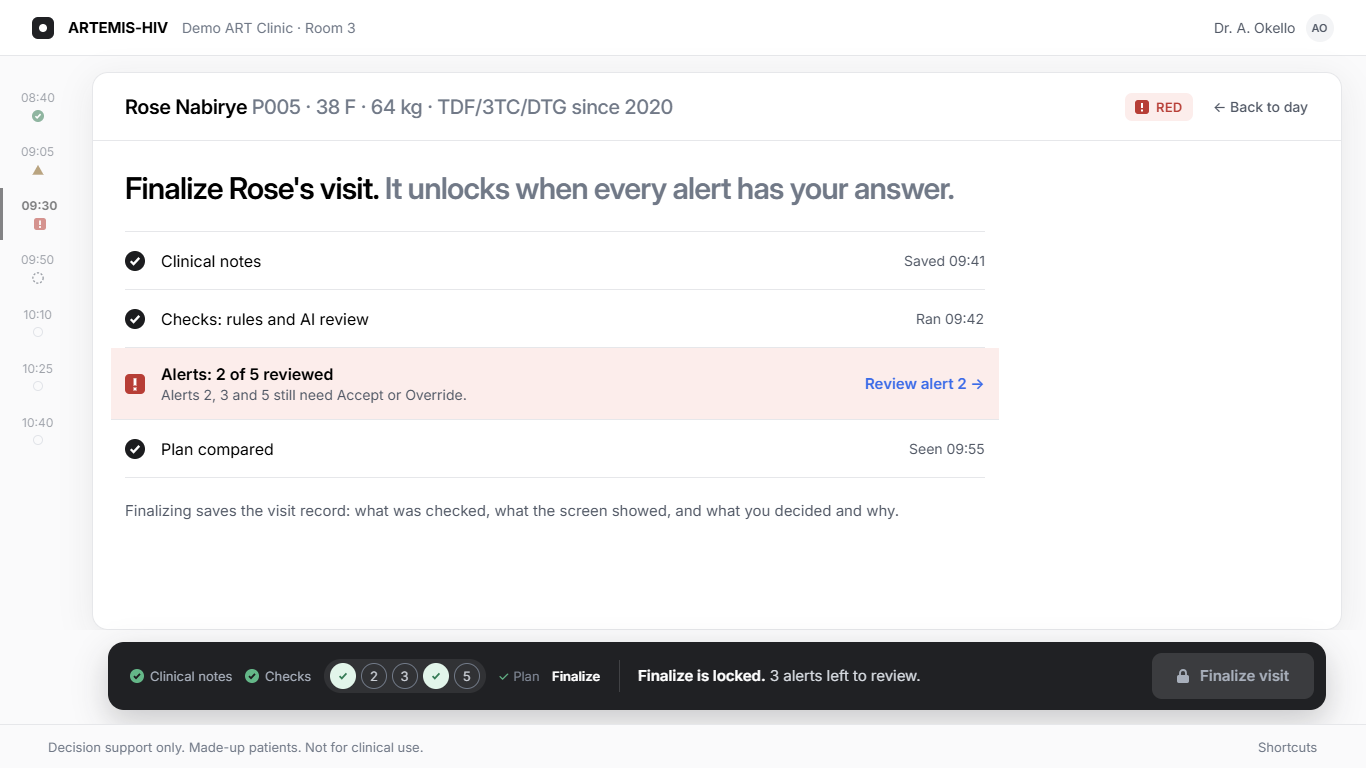 ARTEMIS-HIV Demo ART Clinic · Room 3
Dr. A. Okello AO
08:40
09:05
09:30
09:50
10:10
10:25
10:40
Rose Nabirye P005 · 38 F · 64 kg · TDF/3TC/DTG since 2020
RED
← Back to day
Finalize Rose's visit. It unlocks when every alert has your answer.
Clinical notes Saved 09:41
Checks: rules and AI review Ran 09:42
Alerts: 2 of 5 reviewed
Alerts 2, 3 and 5 still need Accept or Override.
Review alert 2 →
Plan compared Seen 09:55
Finalizing saves the visit record: what was checked, what the screen showed, and what you decided and why.
Clinical notes Checks 2 3 5 Plan Finalize Finalize is locked. 3 alerts left to review. Finalize visit
Decision support only. Made-up patients. Not for clinical use. Shortcuts